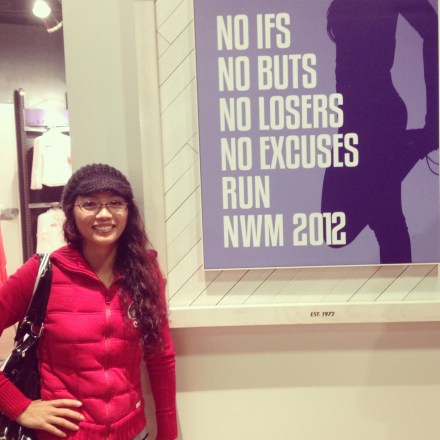 NO IFS
NO BUTS
NO LOSERS
NO EXCUSES
RUN
NWM 2012
EST. 1972